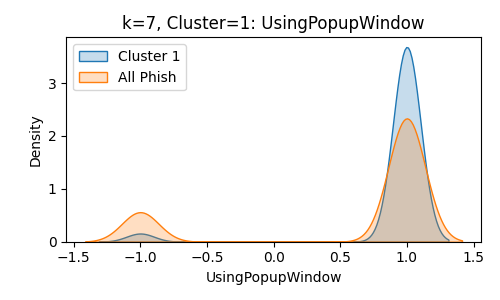 k=7, Cluster=1: UsingPopupWindow
Cluster 1
All Phish
Density
3
2
1
0
−1.5 −1.0 −0.5 0.0 0.5 1.0 1.5
UsingPopupWindow